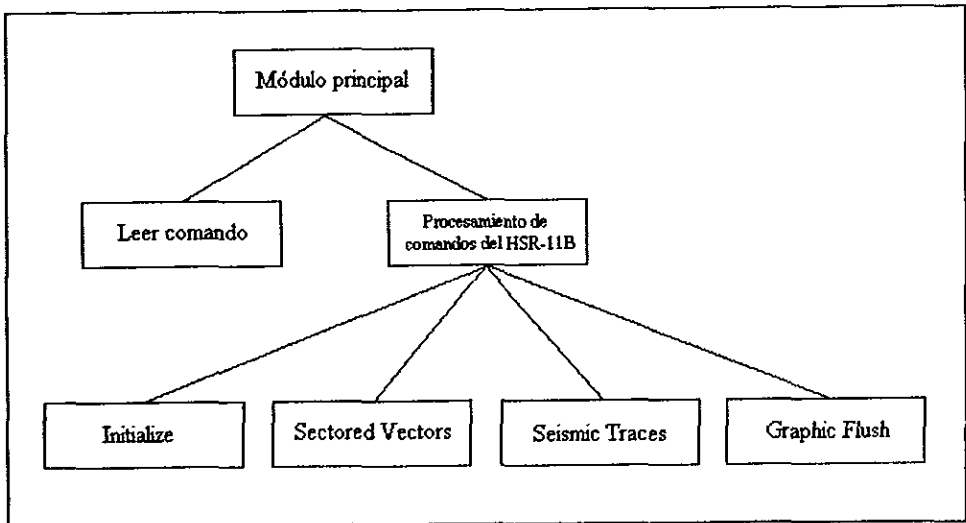 Módulo principal
Leer comando
Procesamiento de
comandos del HSR-11B
Initialize
Sectored Vectors
Seismic Traces
Graphic Flush